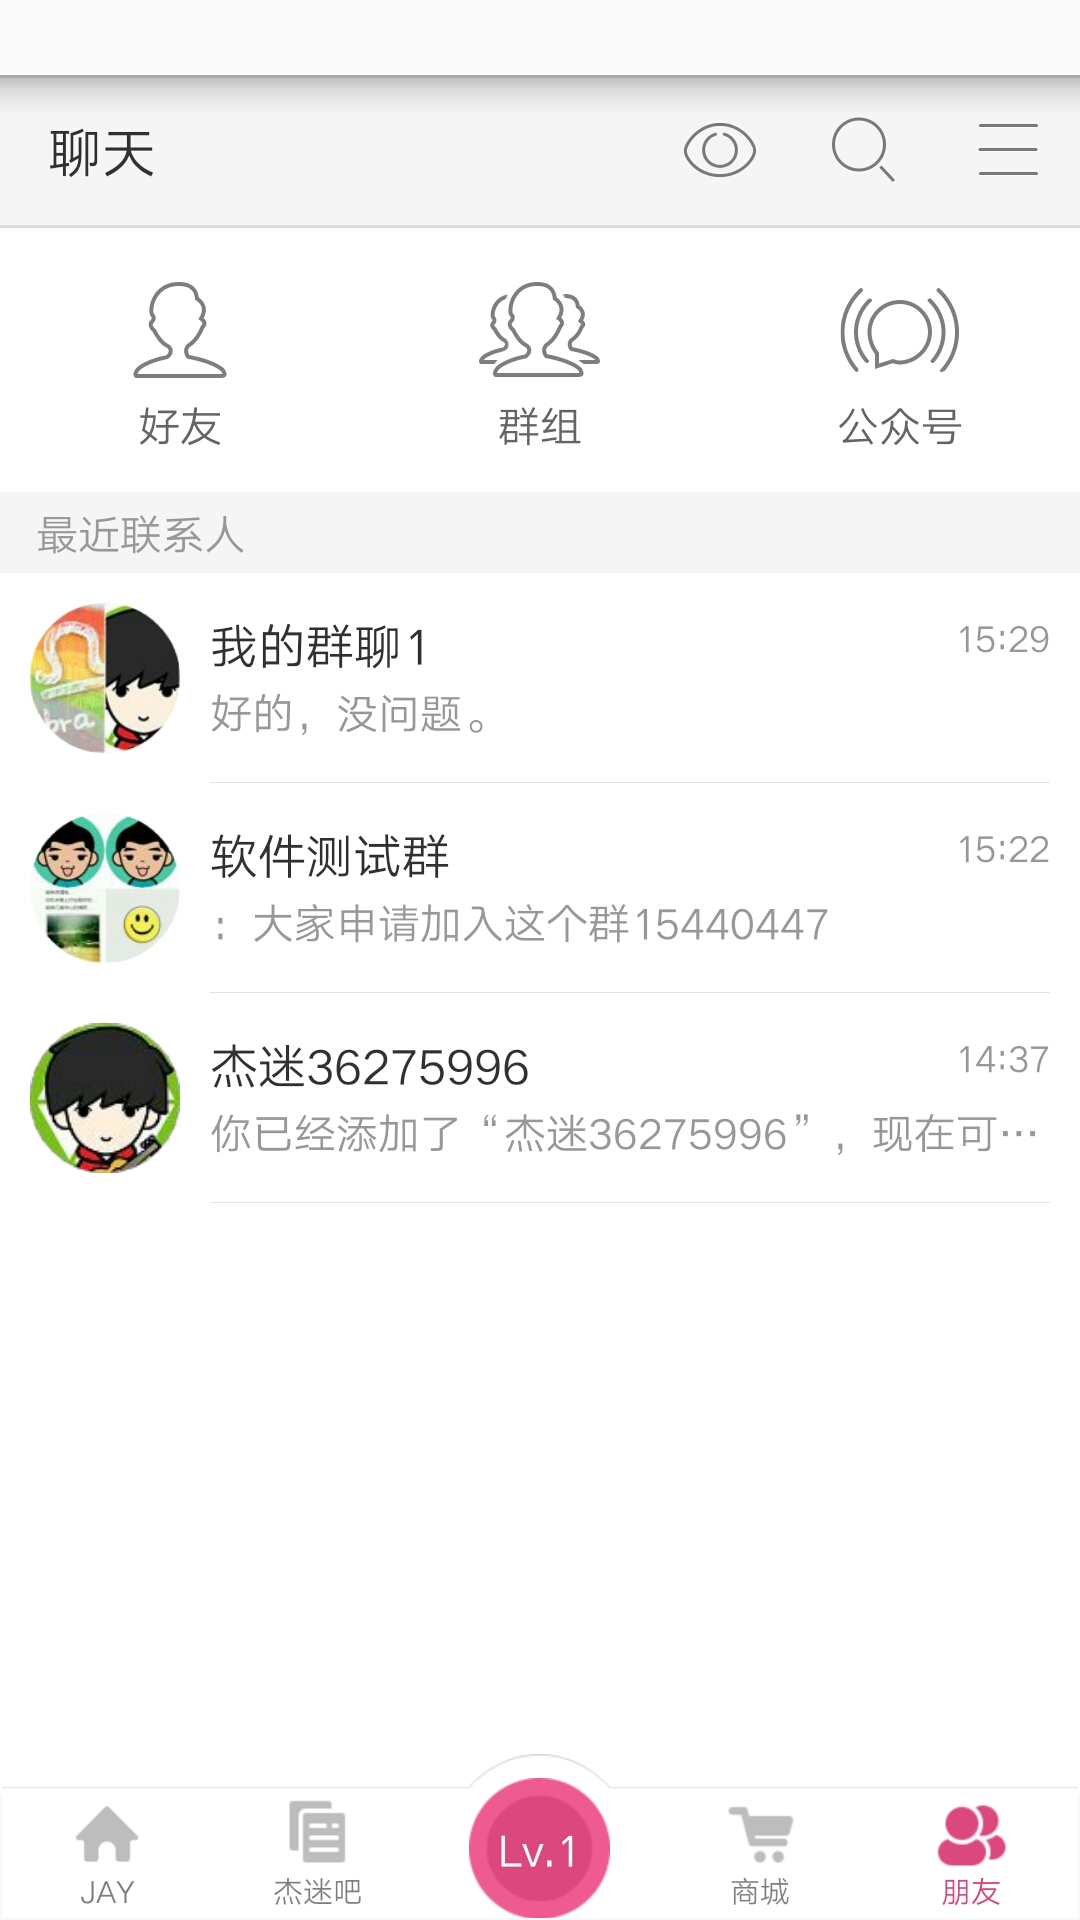 聊天
好友
群组
公众号
最近联系人
我的群聊1
15:29
好的，没问题。
软件测试群
15:22
：大家申请加入这个群15440447
杰迷36275996
14:37
你已经添加了“杰迷36275996”，现在可…
Lv.1
JAY
杰迷吧
商城
朋友